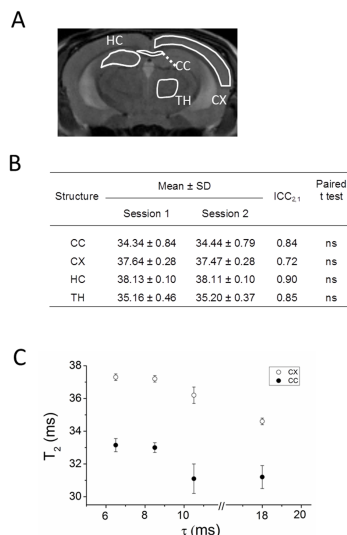 A
HC
CC
TH
CX
B
Structure Mean ± SD ICC2,1 Paired t test
Session 1 Session 2
CC 34.34 ± 0.84 34.44 ± 0.79 0.84 ns
CX 37.64 ± 0.28 37.47 ± 0.28 0.72 ns
HC 38.13 ± 0.10 38.11 ± 0.10 0.90 ns
TH 35.16 ± 0.46 35.20 ± 0.37 0.85 ns
C
38
36
34
32
30
T2 (ms)
CX
CC
6 8 10 18 20
τ (ms)